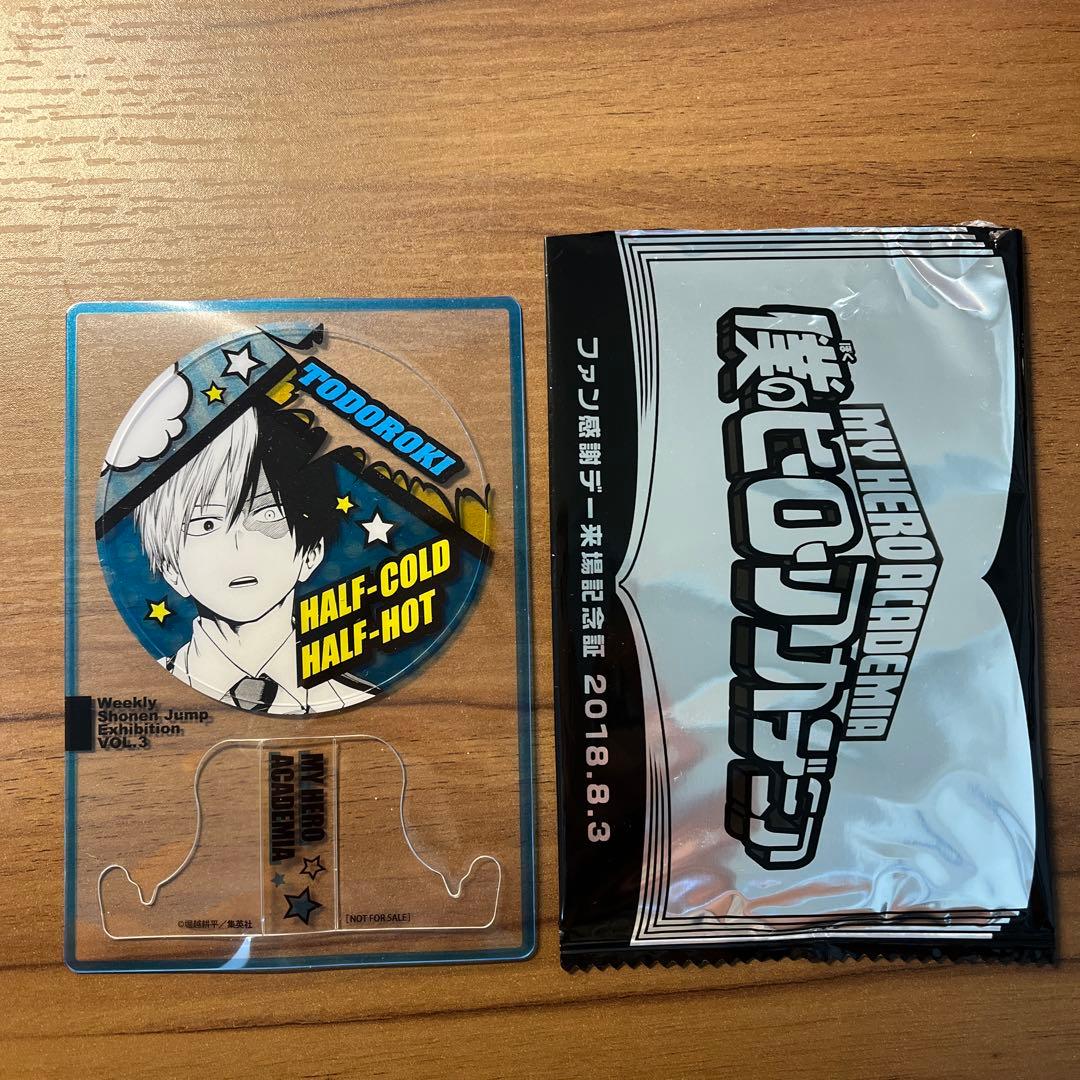 TODOROKI
HALF-COLD
HALF-HOT
Weekly
Shonen Jump
Exhibition
VOL.3
MY HERO
ACADEMIA
©堀越耕平/集英社
[NOT FOR SALE]
僕のヒーローアカデミア
ぼく
MY HERO ACADEMIA
ファン感謝デー来場記念証 2018.8.3